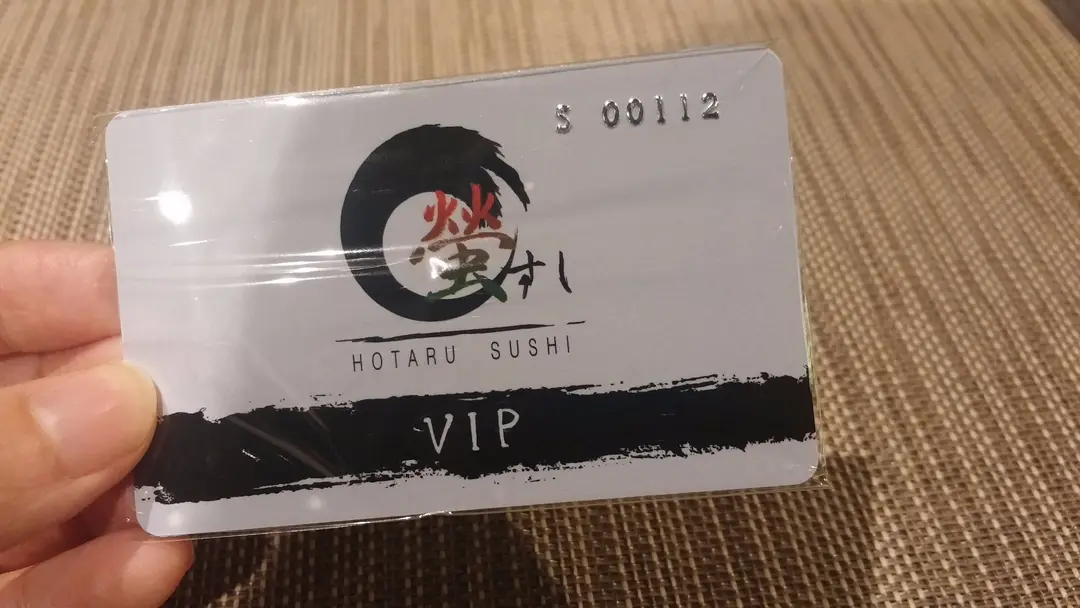 S 00112
螢すし
HOTARU SUSHI
VIP